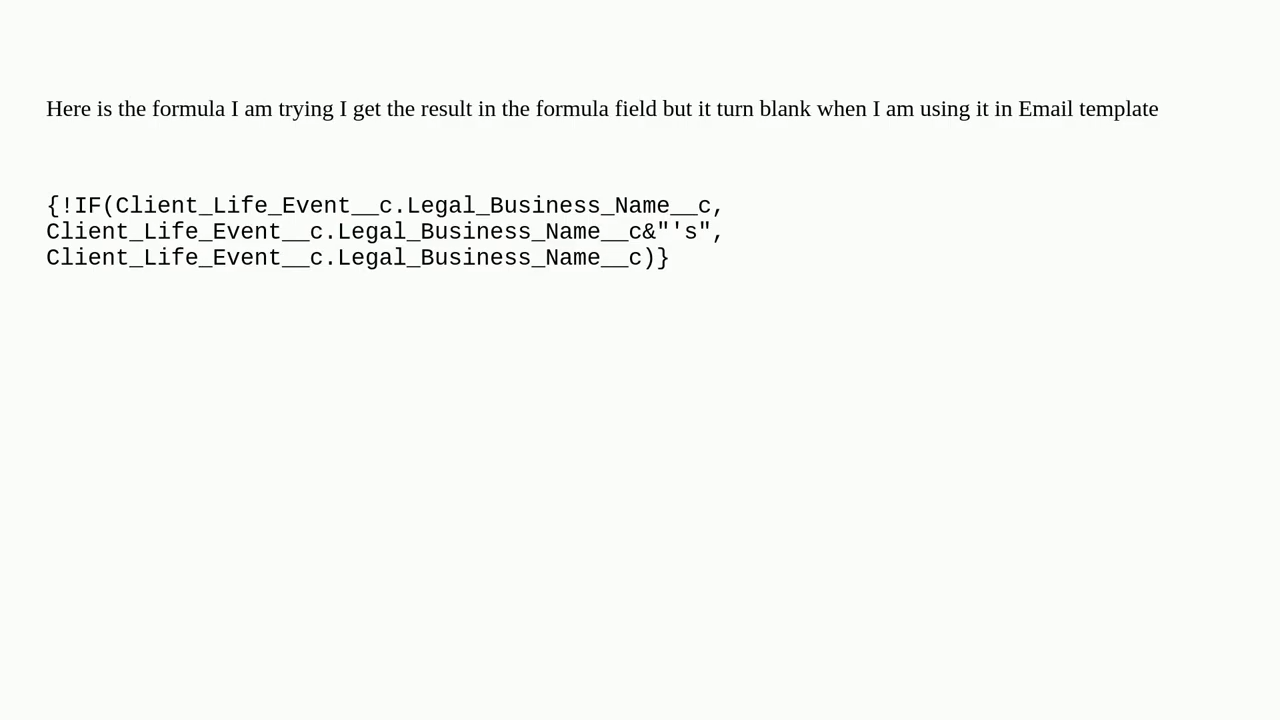 Here is the formula I am trying I get the result in the formula field but it turn blank when I am using it in Email template
{!IF(Client_Life_Event__c.Legal_Business_Name__c,
Client_Life_Event__c.Legal_Business_Name__c&"'s",
Client_Life_Event__c.Legal_Business_Name__c)}